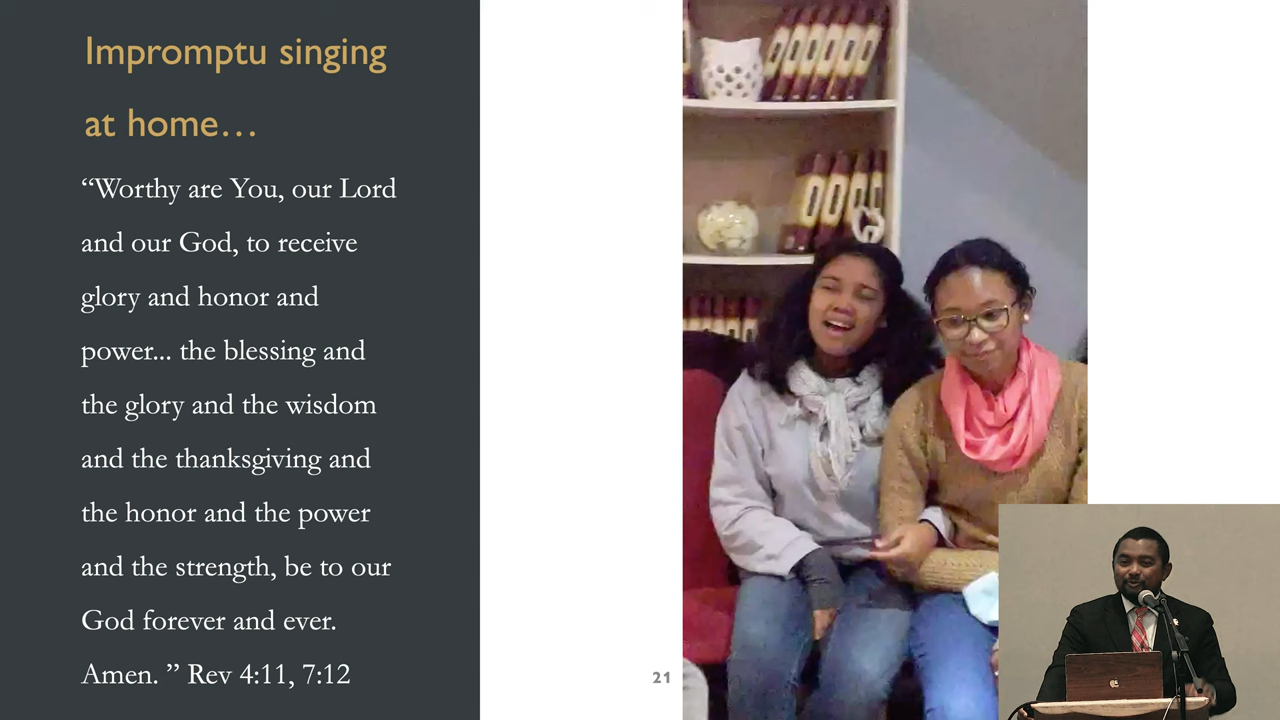 Impromptu singing
at home…
“Worthy are You, our Lord
and our God, to receive
glory and honor and
power... the blessing and
the glory and the wisdom
and the thanksgiving and
the honor and the power
and the strength, be to our
God forever and ever.
Amen. ” Rev 4:11, 7:12
21